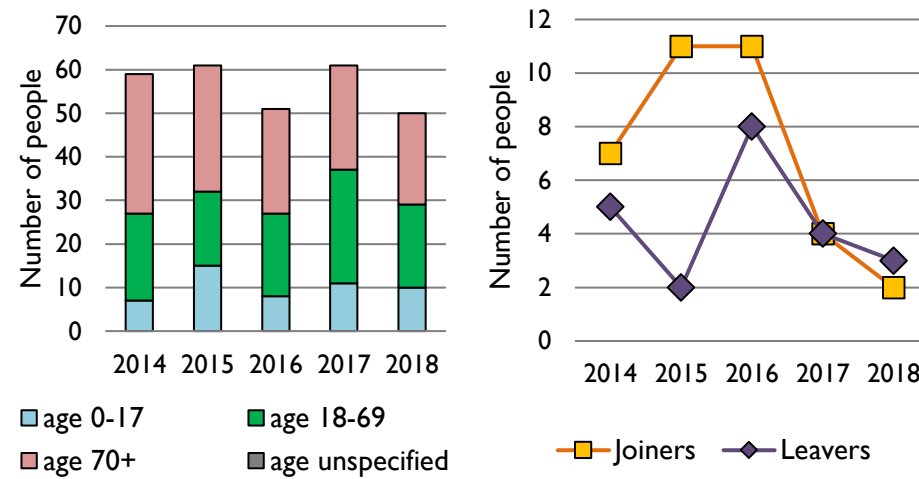 Number of people
70
60
50
40
30
20
10
0
2014 2015 2016 2017 2018
age 0-17 age 18-69
age 70+ age unspecified
Number of people
12
10
8
6
4
2
0
2014 2015 2016 2017 2018
Joiners Leavers